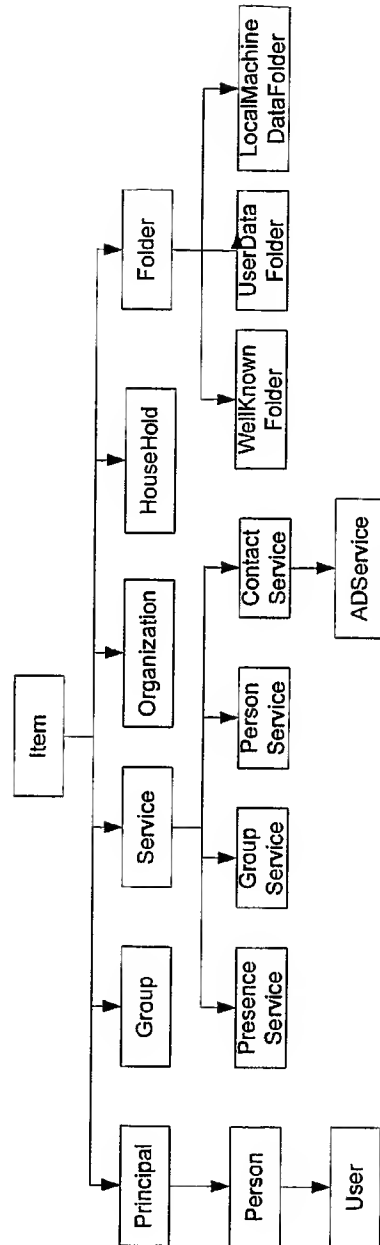 Item
Principal
Group
Service
Organization
HouseHold
Folder
Person
Presence
Service
Group
Service
Person
Service
Contact
Service
WellKnown
Folder
UserData
Folder
LocalMachine
DataFolder
User
ADService